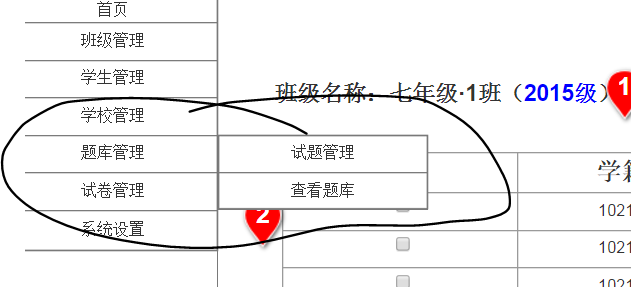 首页
班级管理
学生管理
学校管理
题库管理
试卷管理
系统设置
试题管理
查看题库
班级名称：七年级·1班（2015级）
1
2
学籍
1021
1021
1021